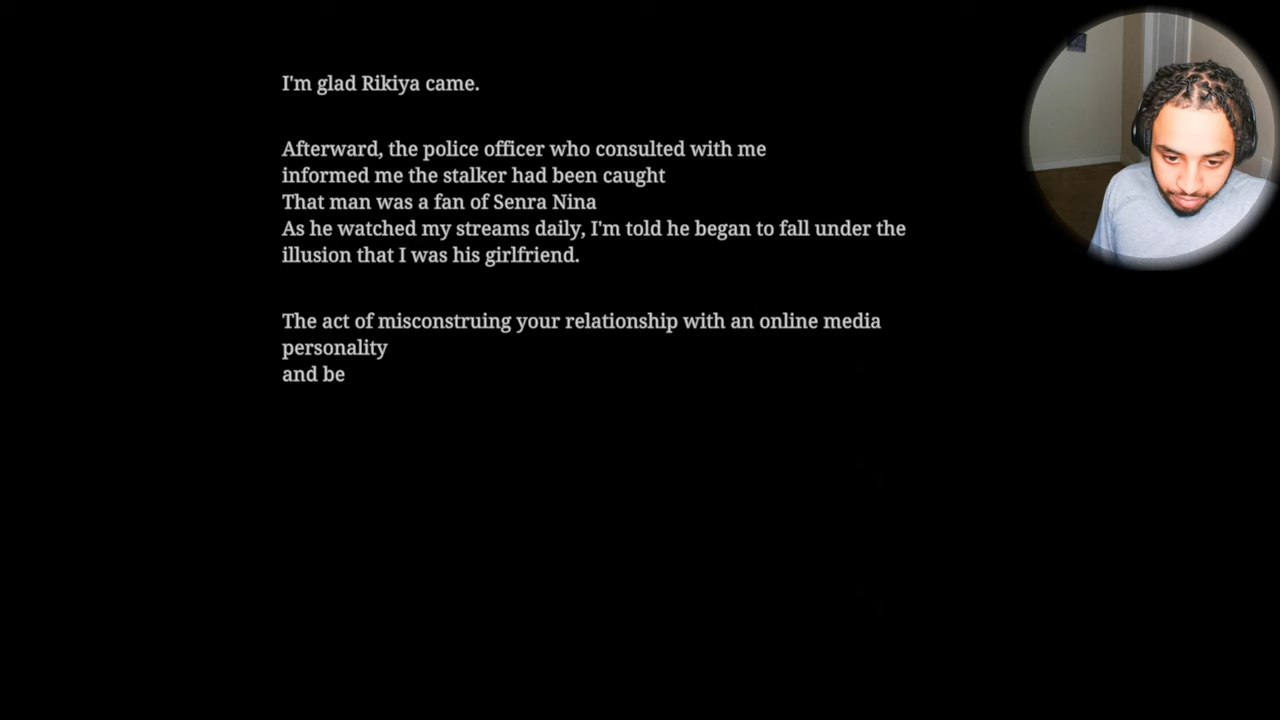 I'm glad Rikiya came.
Afterward, the police officer who consulted with me
informed me the stalker had been caught
That man was a fan of Senra Nina
As he watched my streams daily, I'm told he began to fall under the
illusion that I was his girlfriend.
The act of misconstruing your relationship with an online media
personality
and be